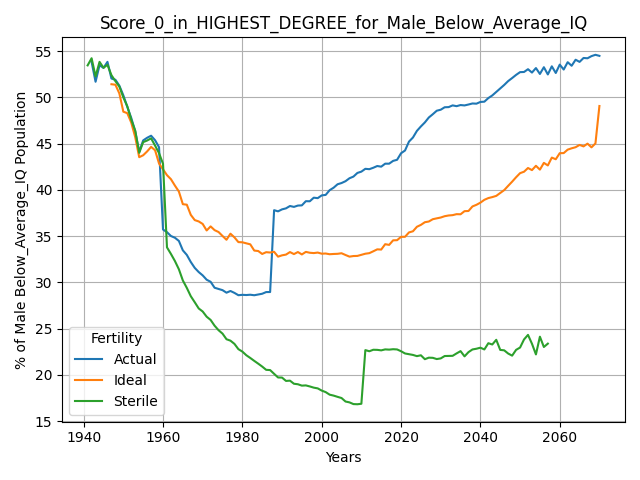 Score_0_in_HIGHEST_DEGREE_for_Male_Below_Average_IQ
% of Male Below_Average_IQ Population
55
50
45
40
35
30
25
20
15
Fertility
Actual
Ideal
Sterile
1940 1960 1980 2000 2020 2040 2060
Years